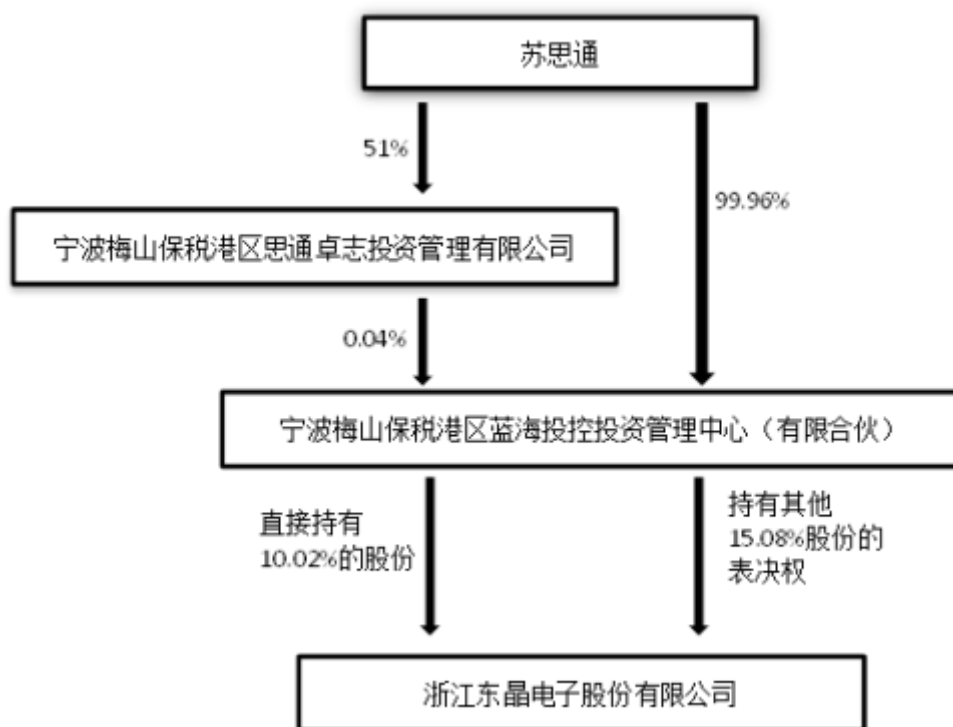 苏思通
51%
99.96%
宁波梅山保税港区思通卓志投资管理有限公司
0.04%
宁波梅山保税港区蓝海投控投资管理中心（有限合伙）
直接持有
10.02%的股份
持有其他
15.08%股份的
表决权
浙江东晶电子股份有限公司